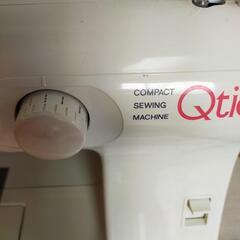 COMPACT
SEWING
MACHINE
Qtie